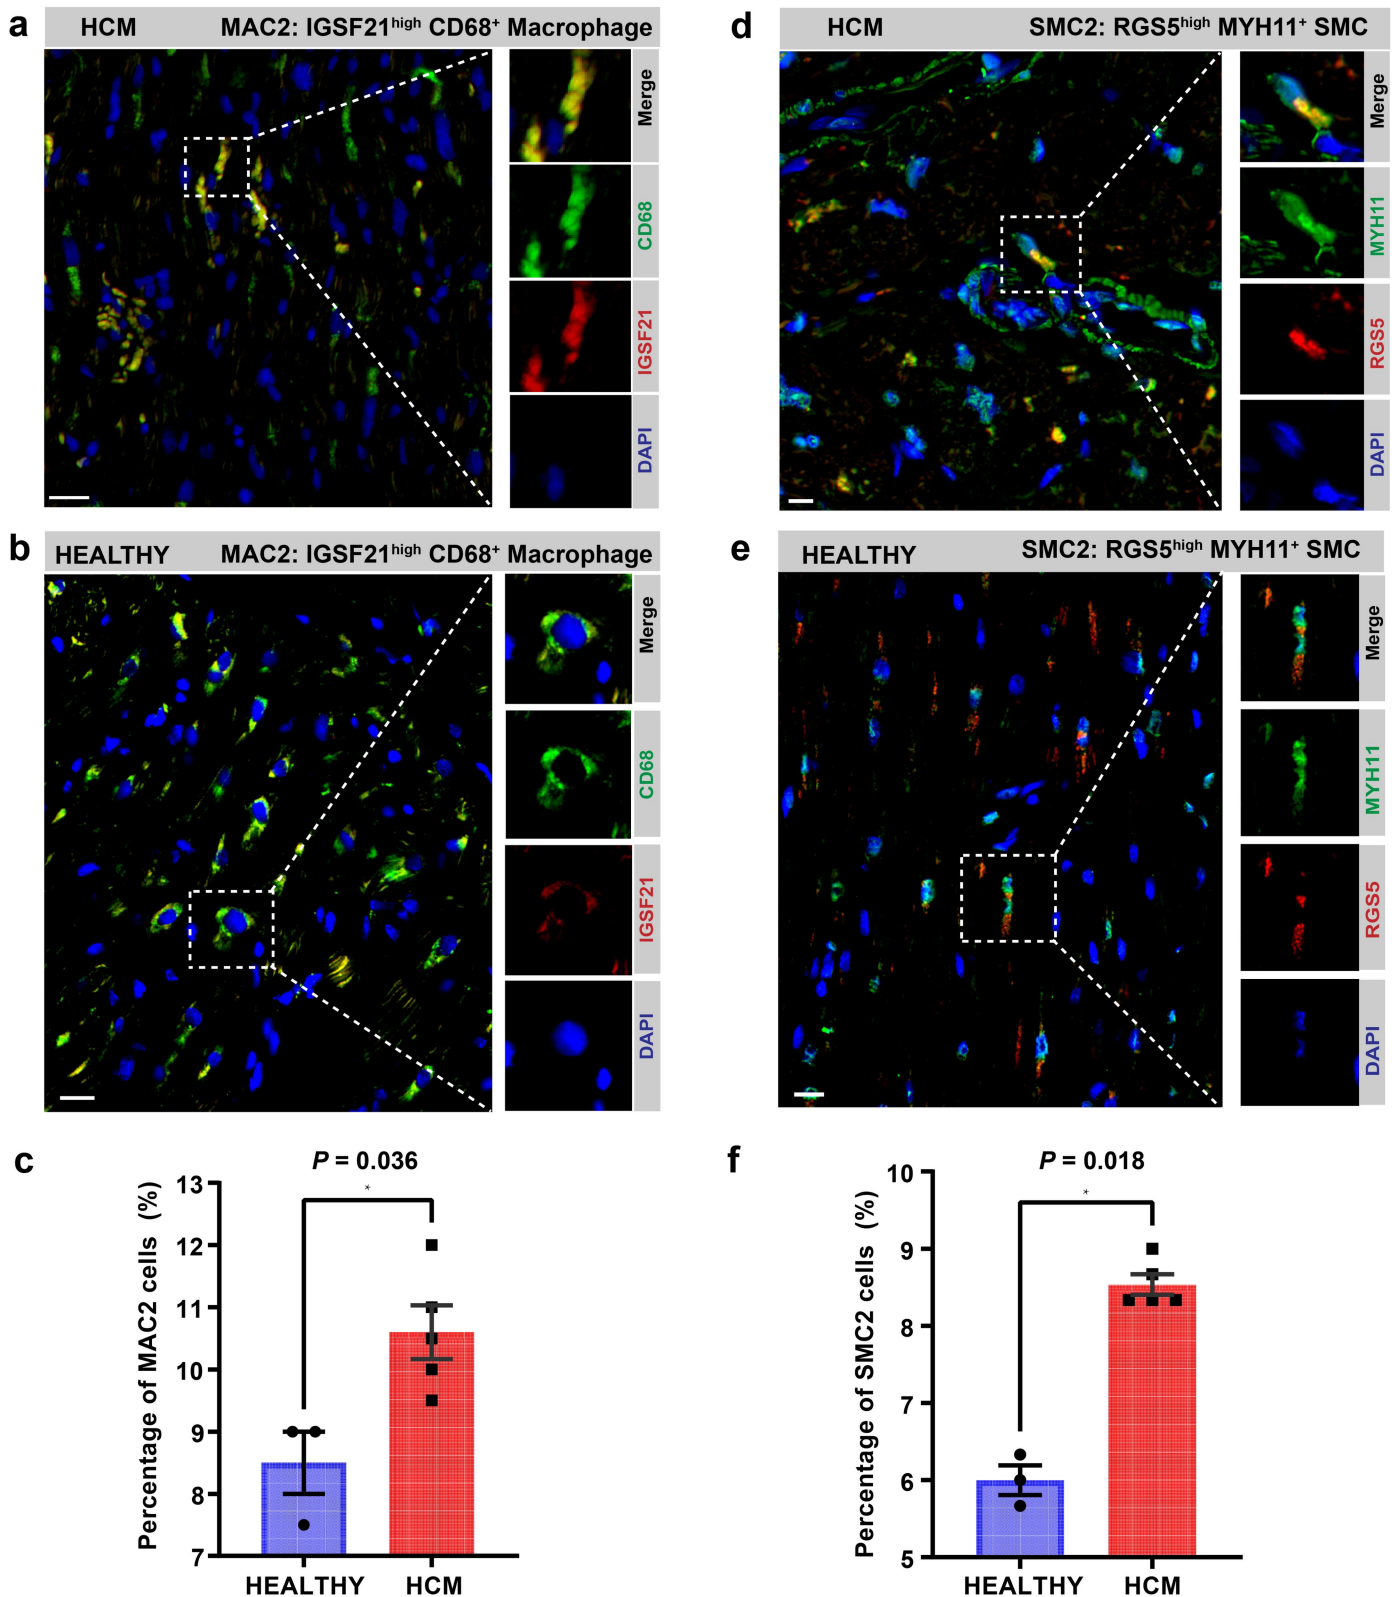 a
HCM MAC2: IGSF21high CD68+ Macrophage
Merge
CD68
IGSF21
DAPI
b
HEALTHY MAC2: IGSF21high CD68+ Macrophage
Merge
CD68
IGSF21
DAPI
c
P = 0.036
*
Percentage of MAC2 cells (%)
13
12
11
10
9
8
7
HEALTHY HCM
d
HCM SMC2: RGS5high MYH11+ SMC
Merge
MYH11
RGS5
DAPI
e
HEALTHY SMC2: RGS5high MYH11+ SMC
Merge
MYH11
RGS5
DAPI
f
P = 0.018
*
Percentage of SMC2 cells (%)
10
9
8
7
6
5
HEALTHY HCM